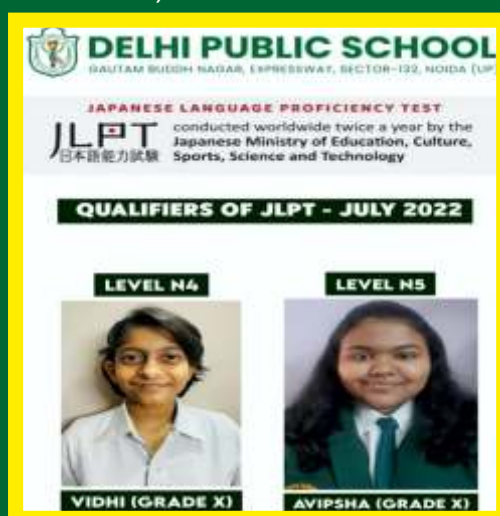 DELHI PUBLIC SCHOOL
GAUTAM BUDDH NAGAR, EXPRESSWAY, SECTOR-132, NOIDA (UP
JAPANESE LANGUAGE PROFICIENCY TEST
JLPT
日本語能力試験
conducted worldwide twice a year by the
Japanese Ministry of Education, Culture,
Sports, Science and Technology
QUALIFIERS OF JLPT - JULY 2022
LEVEL N4
LEVEL N5
VIDHI (GRADE X)
AVIPSHA (GRADE X)